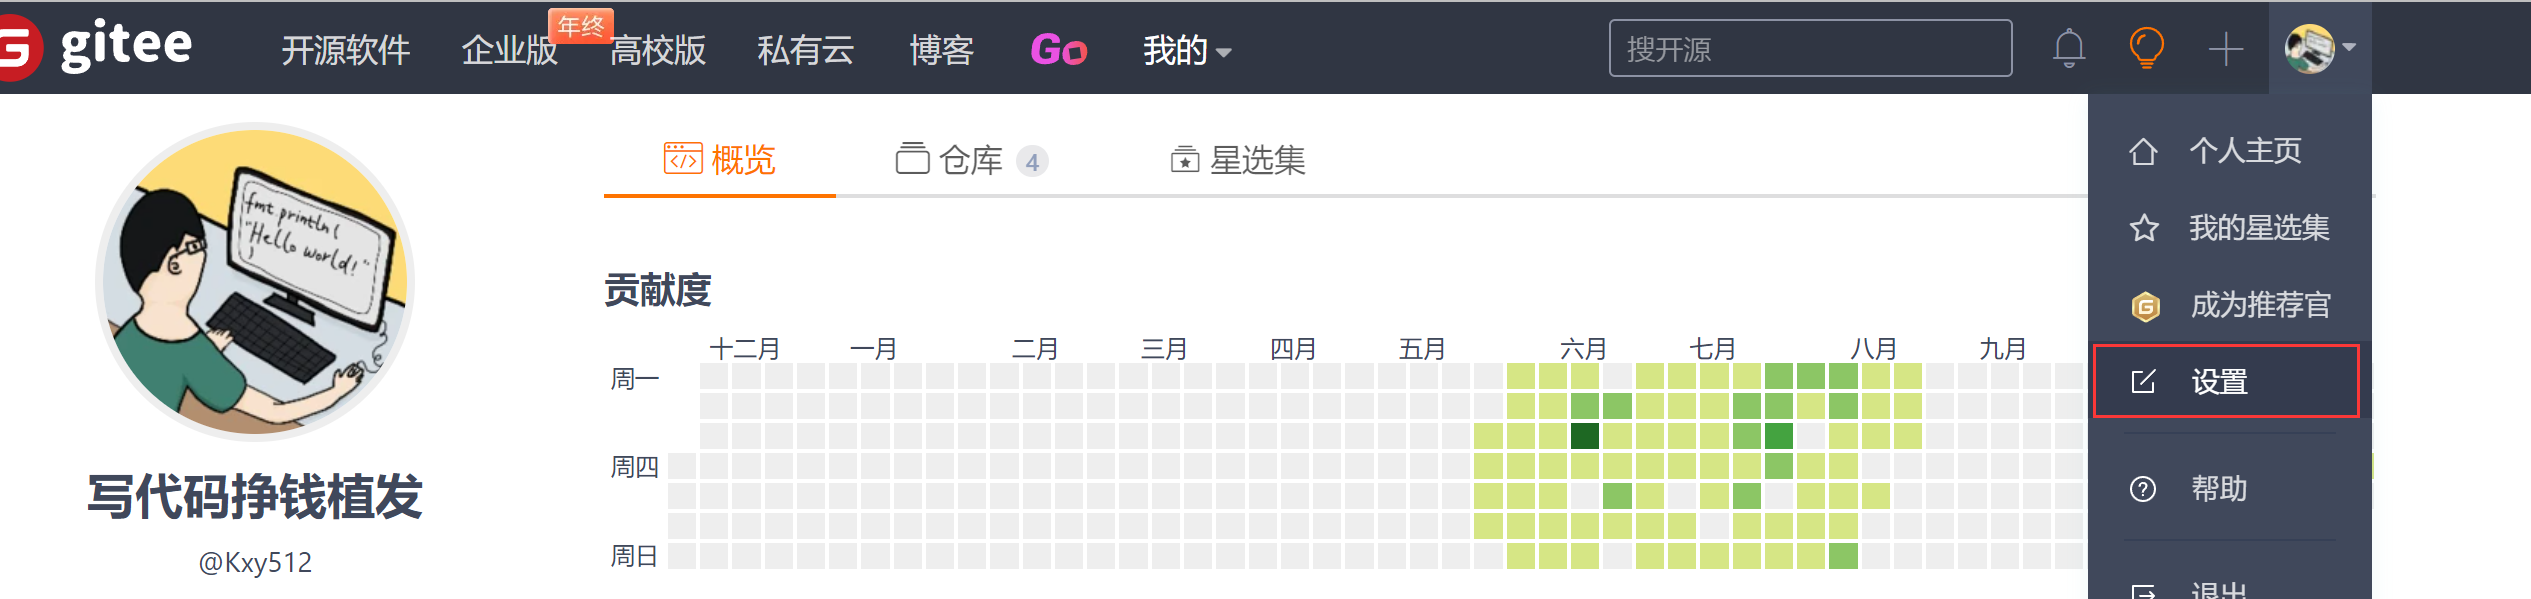 gitee 开源软件 企业版 年终 高校版 私有云 博客 Go 我的 搜开源
概览 仓库 4 星选集
fmt.println(
"Hello world!"
)
写代码挣钱植发
@Kxy512
贡献度
十二月 一月 二月 三月 四月 五月 六月 七月 八月 九月
周一
周四
周日
个人主页
我的星选集
成为推荐官
设置
帮助
退出